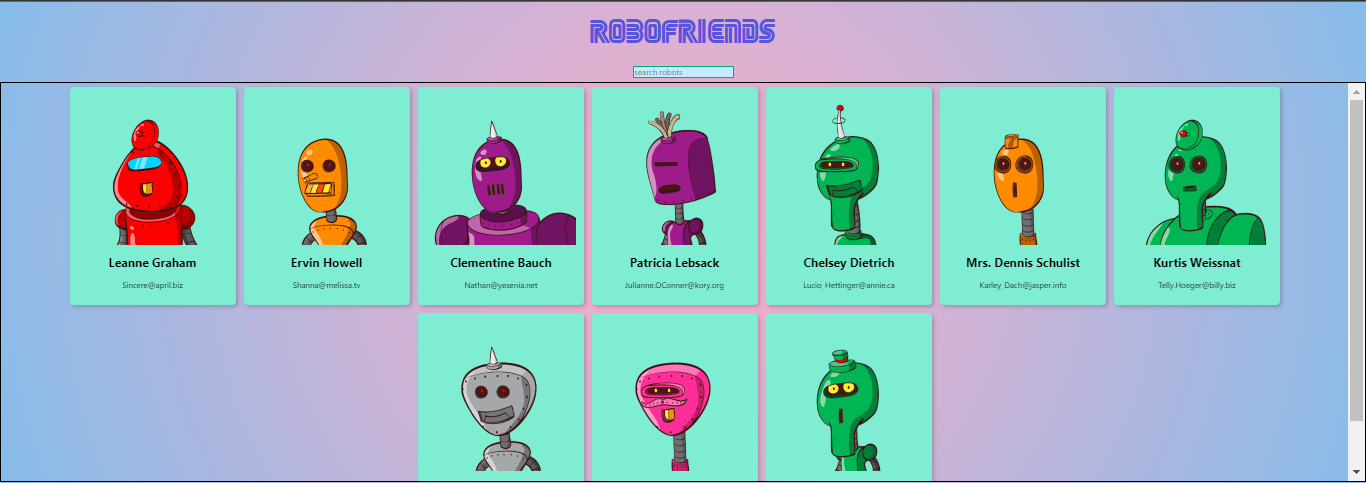 ROBOFRIENDS
search robots
Leanne Graham
Sincere@april.biz
Ervin Howell
Shanna@melissa.tv
Clementine Bauch
Nathan@yesenia.net
Patricia Lebsack
Julianne.OConner@kory.org
Chelsey Dietrich
Lucio_Hettinger@annie.ca
Mrs. Dennis Schulist
Karley_Dach@jasper.info
Kurtis Weissnat
Telly.Hoeger@billy.biz